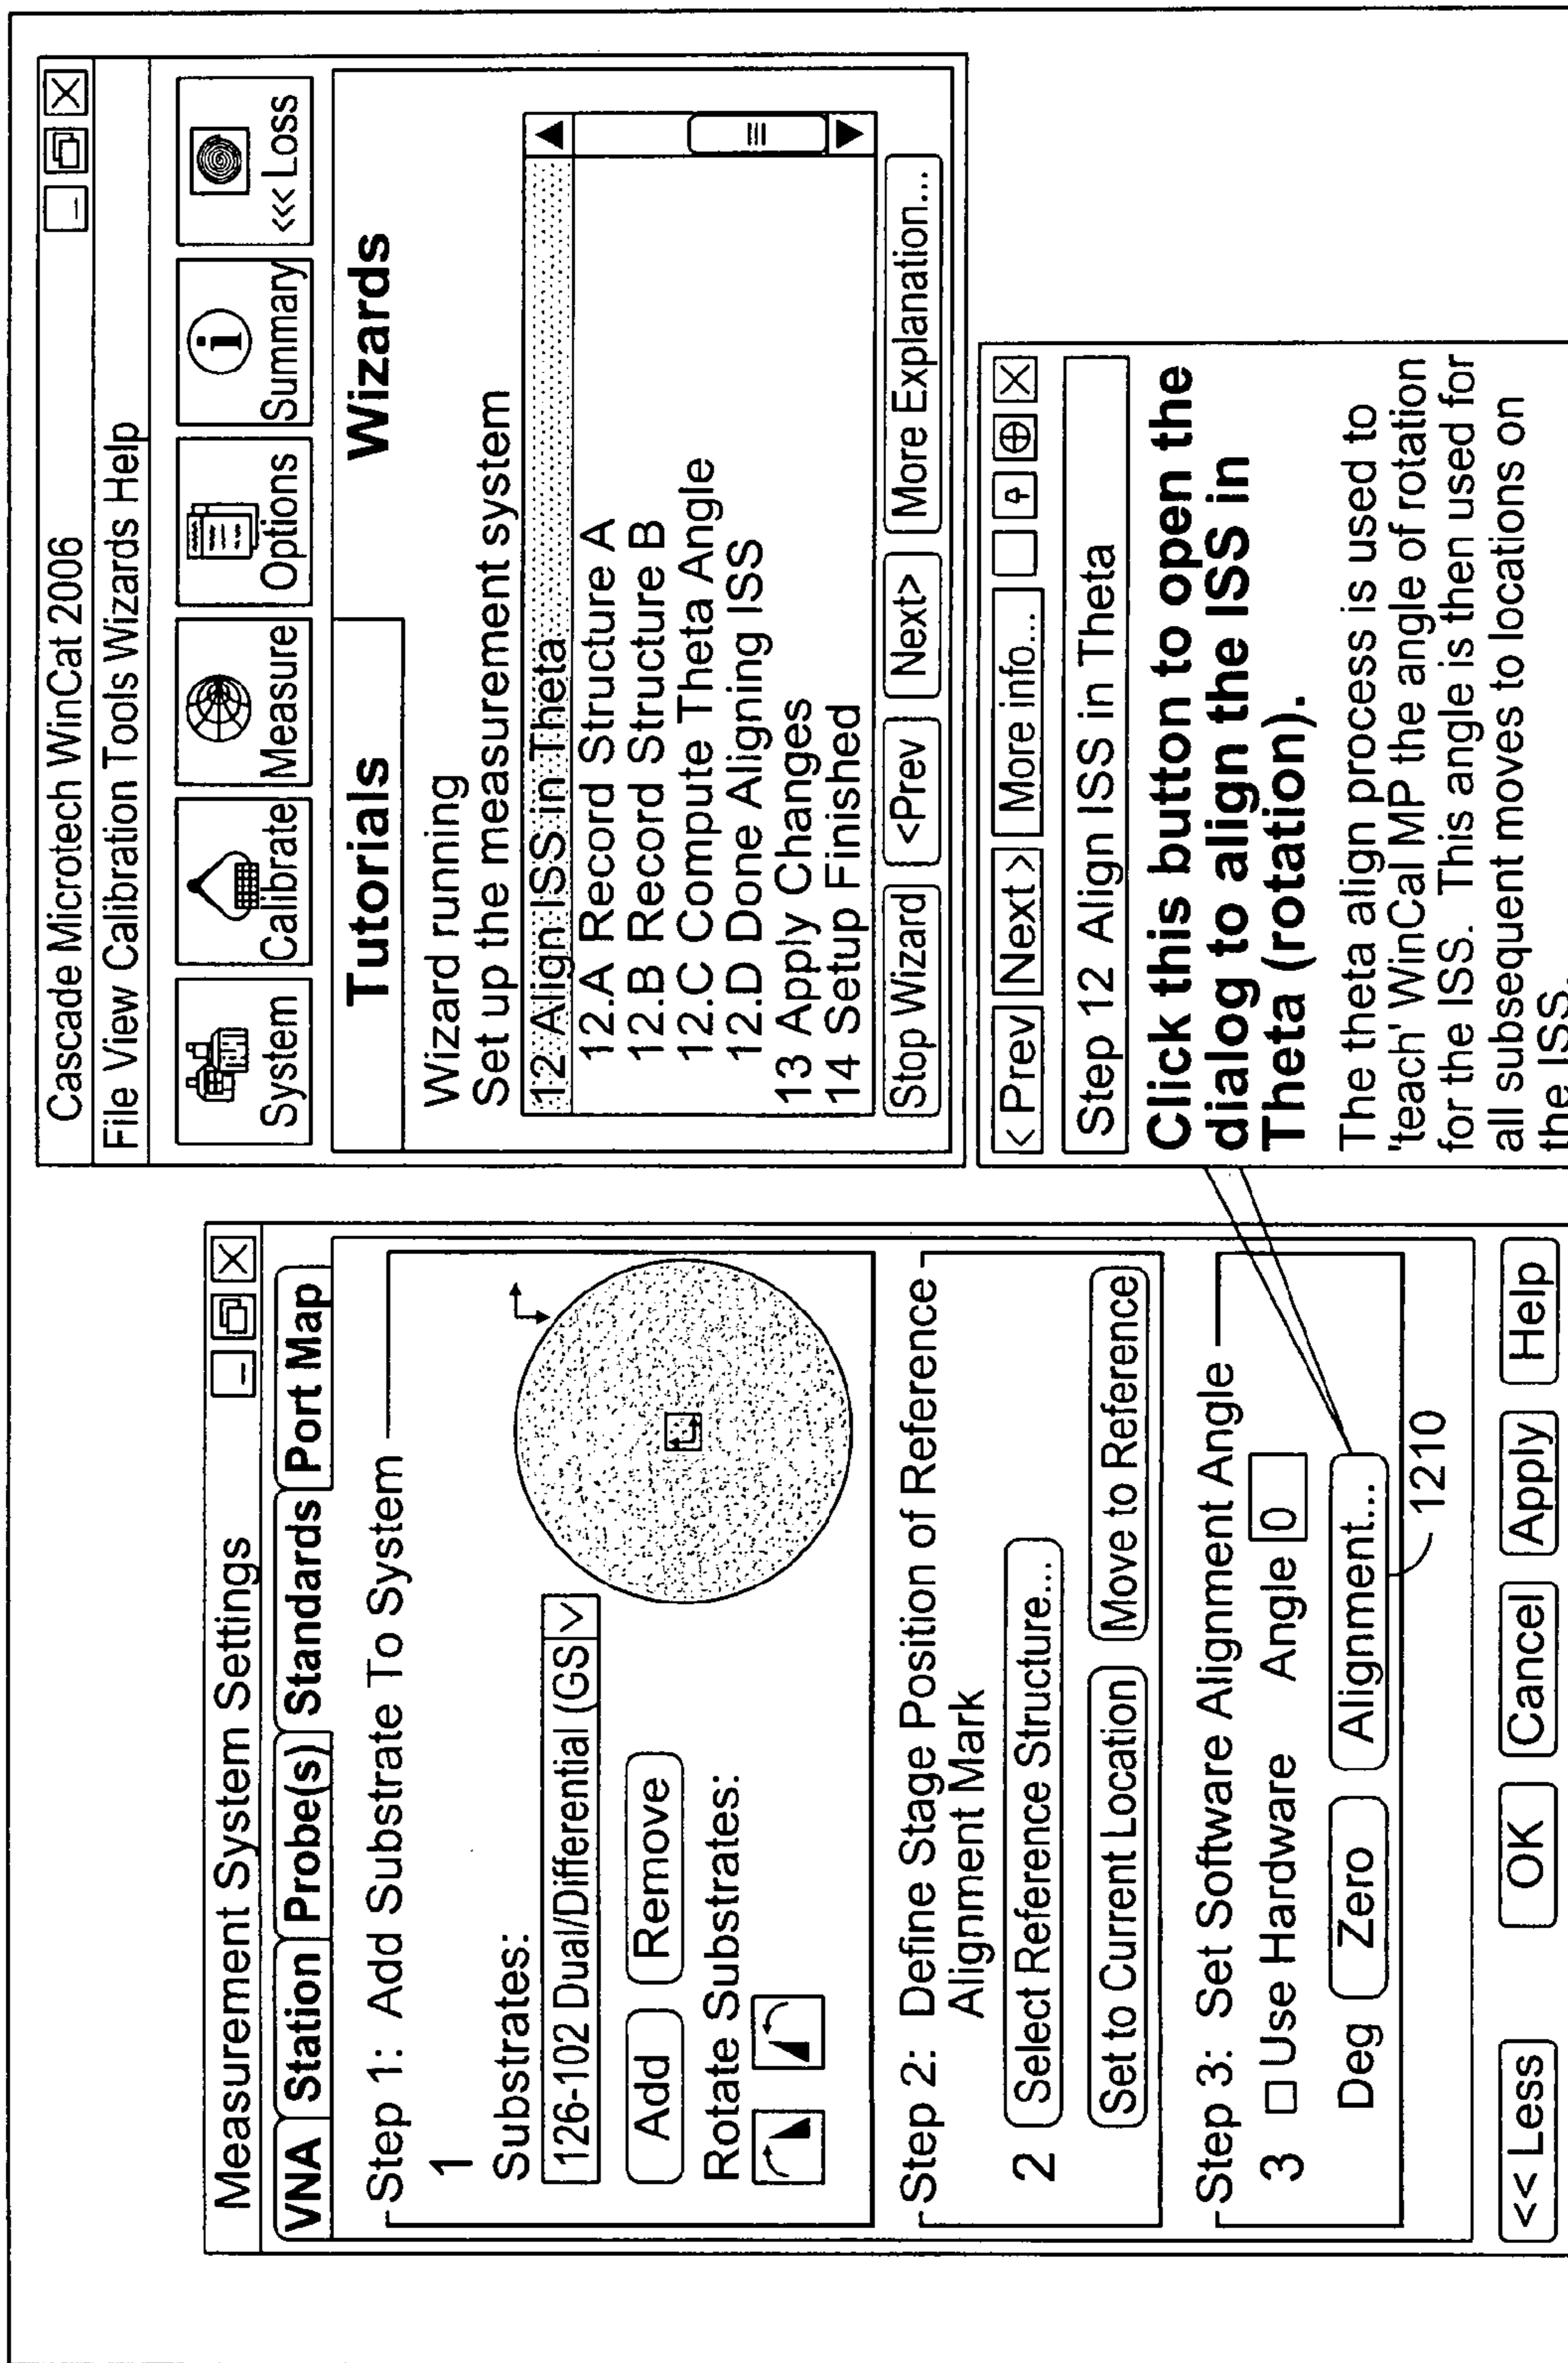 Measurement System Settings
VNA Station Probe(s) Standards Port Map
Step 1: Add Substrate To System
1
Substrates:
126-102 Dual/Differential (GS
Add Remove
Rotate Substrates:
Step 2: Define Stage Position of Reference
Alignment Mark
2 Select Reference Structure...
Set to Current Location Move to Reference
Step 3: Set Software Alignment Angle
3 Use Hardware Angle 0
Deg Zero Alignment...
1210
<< Less OK Cancel Apply Help
Cascade Microtech WinCat 2006
File View Calibration Tools Wizards Help
System Calibrate Measure Options Summary <<< Loss
Tutorials Wizards
Wizard running
Set up the measurement system
12 Align ISS in Theta
12.A Record Structure A
12.B Record Structure B
12.C Compute Theta Angle
12.D Done Aligning ISS
13 Apply Changes
14 Setup Finished
Stop Wizard <Prev Next> More Explanation...
< Prev Next > More info...
Step 12 Align ISS in Theta
Click this button to open the
dialog to align the ISS in
Theta (rotation).
The theta align process is used to
'teach' WinCal MP the angle of rotation
for the ISS. This angle is then used for
all subsequent moves to locations on
the ISS.